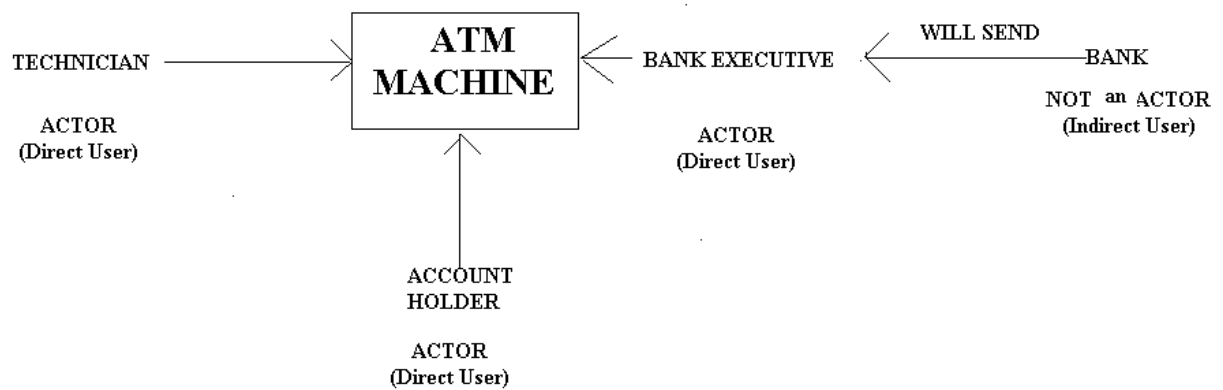 TECHNICIAN
ACTOR
(Direct User)
ATM
MACHINE
BANK EXECUTIVE
ACTOR
(Direct User)
WILL SEND
BANK
NOT an ACTOR
(Indirect User)
ACCOUNT
HOLDER
ACTOR
(Direct User)